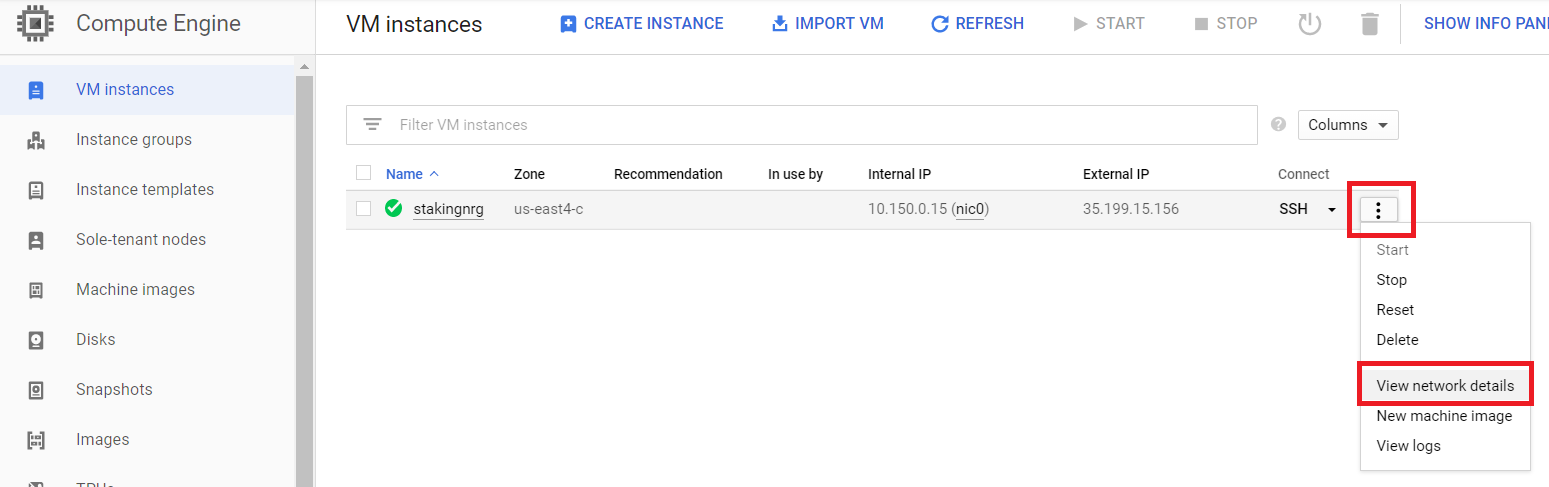 Compute Engine
VM instances
CREATE INSTANCE
IMPORT VM
REFRESH
START
STOP
SHOW INFO PAN
VM instances
Instance groups
Instance templates
Sole-tenant nodes
Machine images
Disks
Snapshots
Images
Filter VM instances
? Columns
Name Zone Recommendation In use by Internal IP External IP Connect
stakingnrg us-east4-c 10.150.0.15 (nic0) 35.199.15.156 SSH
Start
Stop
Reset
Delete
View network details
New machine image
View logs